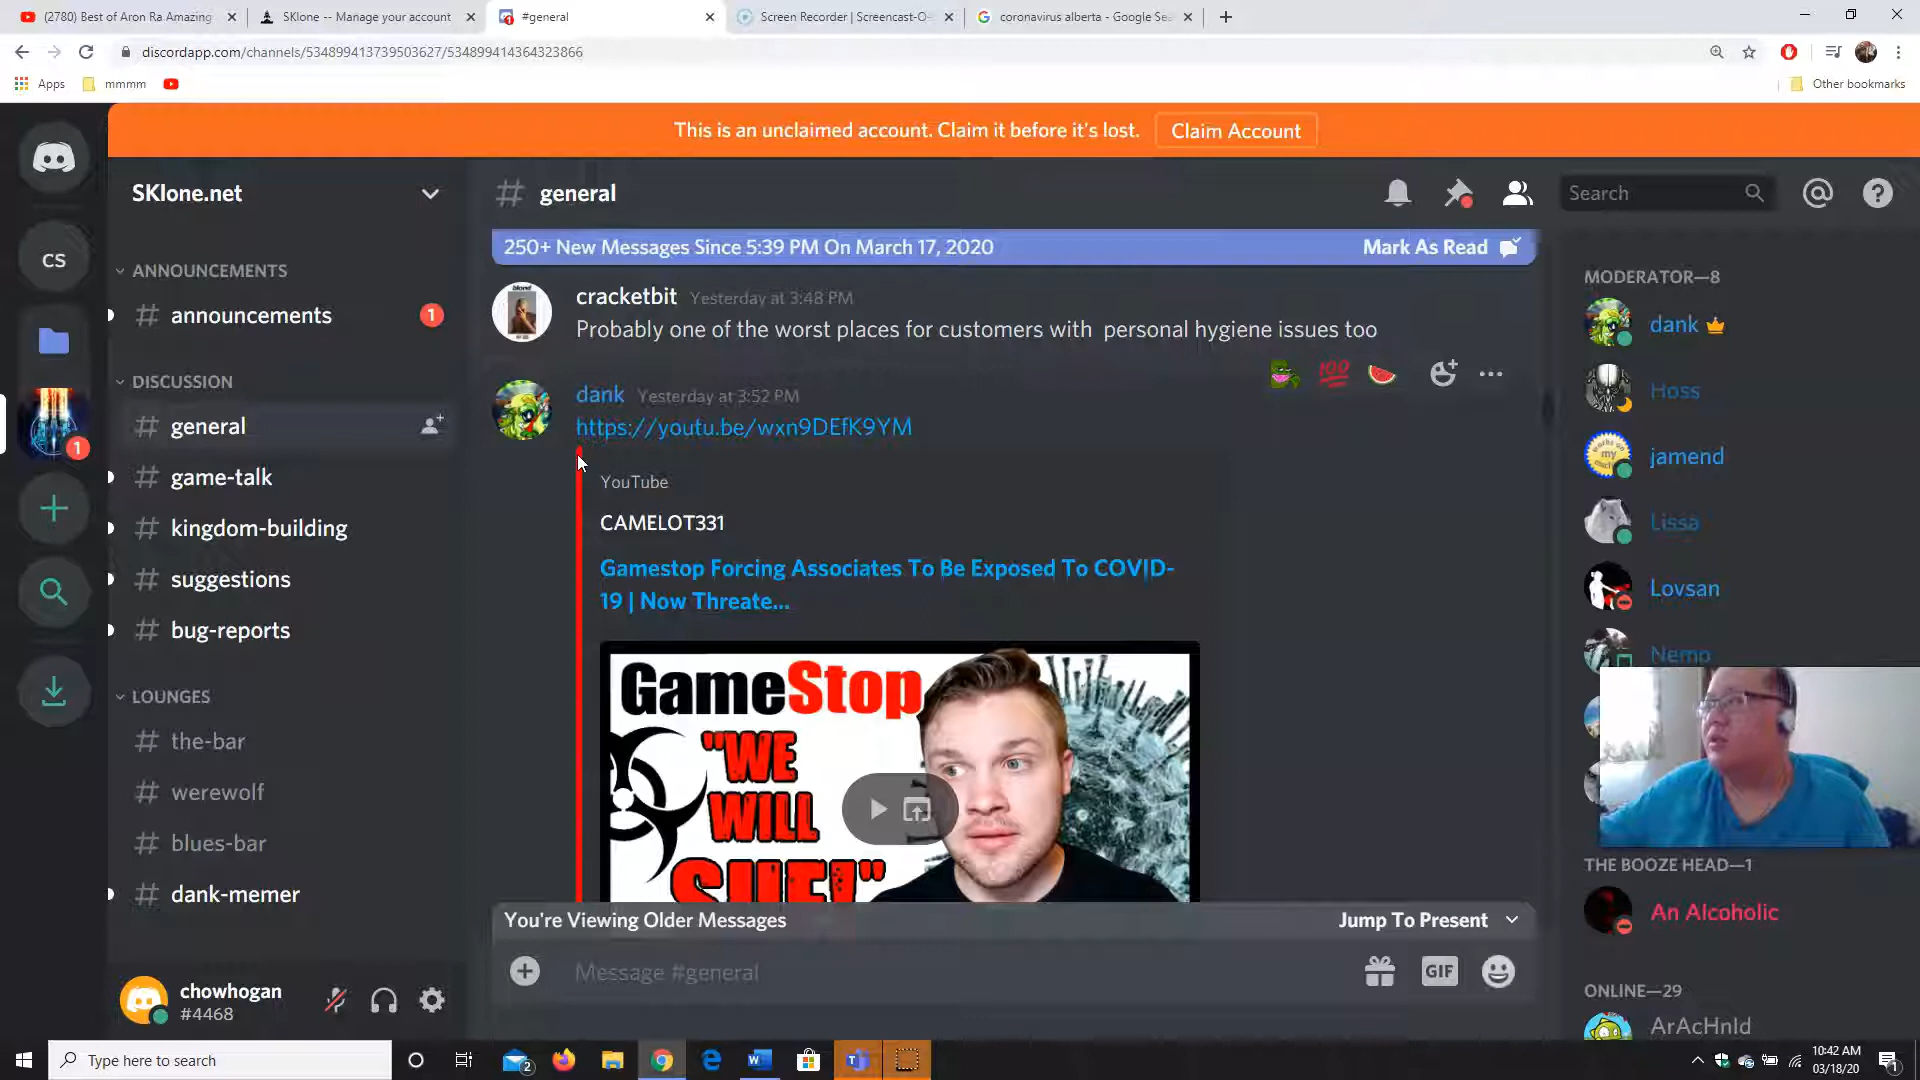 (2780) Best of Aron Ra Amazing
SKlone -- Manage your account
#general
Screen Recorder | Screencast-O-
coronavirus alberta - Google Sea
discordapp.com/channels/534899413739503627/534899414364323866
Apps
mmmm
Other bookmarks
This is an unclaimed account. Claim it before it's lost.
Claim Account
SKlone.net
general
Search
250+ New Messages Since 5:39 PM On March 17, 2020
Mark As Read
CS
ANNOUNCEMENTS
announcements
1
DISCUSSION
general
game-talk
kingdom-building
suggestions
bug-reports
1
LOUNGES
the-bar
werewolf
blues-bar
dank-memer
chowhogan
#4468
blond
cracketbit Yesterday at 3:48 PM
Probably one of the worst places for customers with personal hygiene issues too
dank Yesterday at 3:52 PM
https://youtu.be/wxn9DEfK9YM
100
YouTube
CAMELOT331
Gamestop Forcing Associates To Be Exposed To COVID-
19 | Now Threate...
GameStop
"WE
WILL
SUE!"
You're Viewing Older Messages
Jump To Present
Message #general
GIF
MODERATOR—8
dank
Hoss
jamend
Lissa
Lovsan
Nemo
THE BOOZE HEAD—1
An Alcoholic
ONLINE—29
ArAcHnId
Type here to search
2
10:42 AM
03/18/20
1